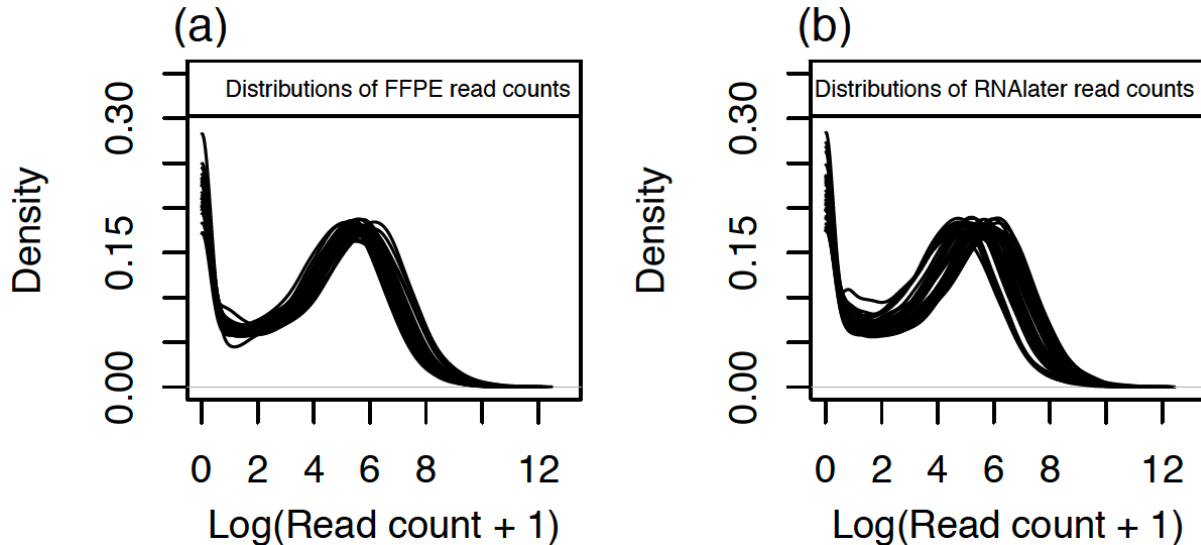 (a)
Distributions of FFPE read counts
0.30
0.15
0.00
Density
0 2 4 6 8 12
Log(Read count + 1)
(b)
Distributions of RNAlater read counts
0.30
0.15
0.00
Density
0 2 4 6 8 12
Log(Read count + 1)